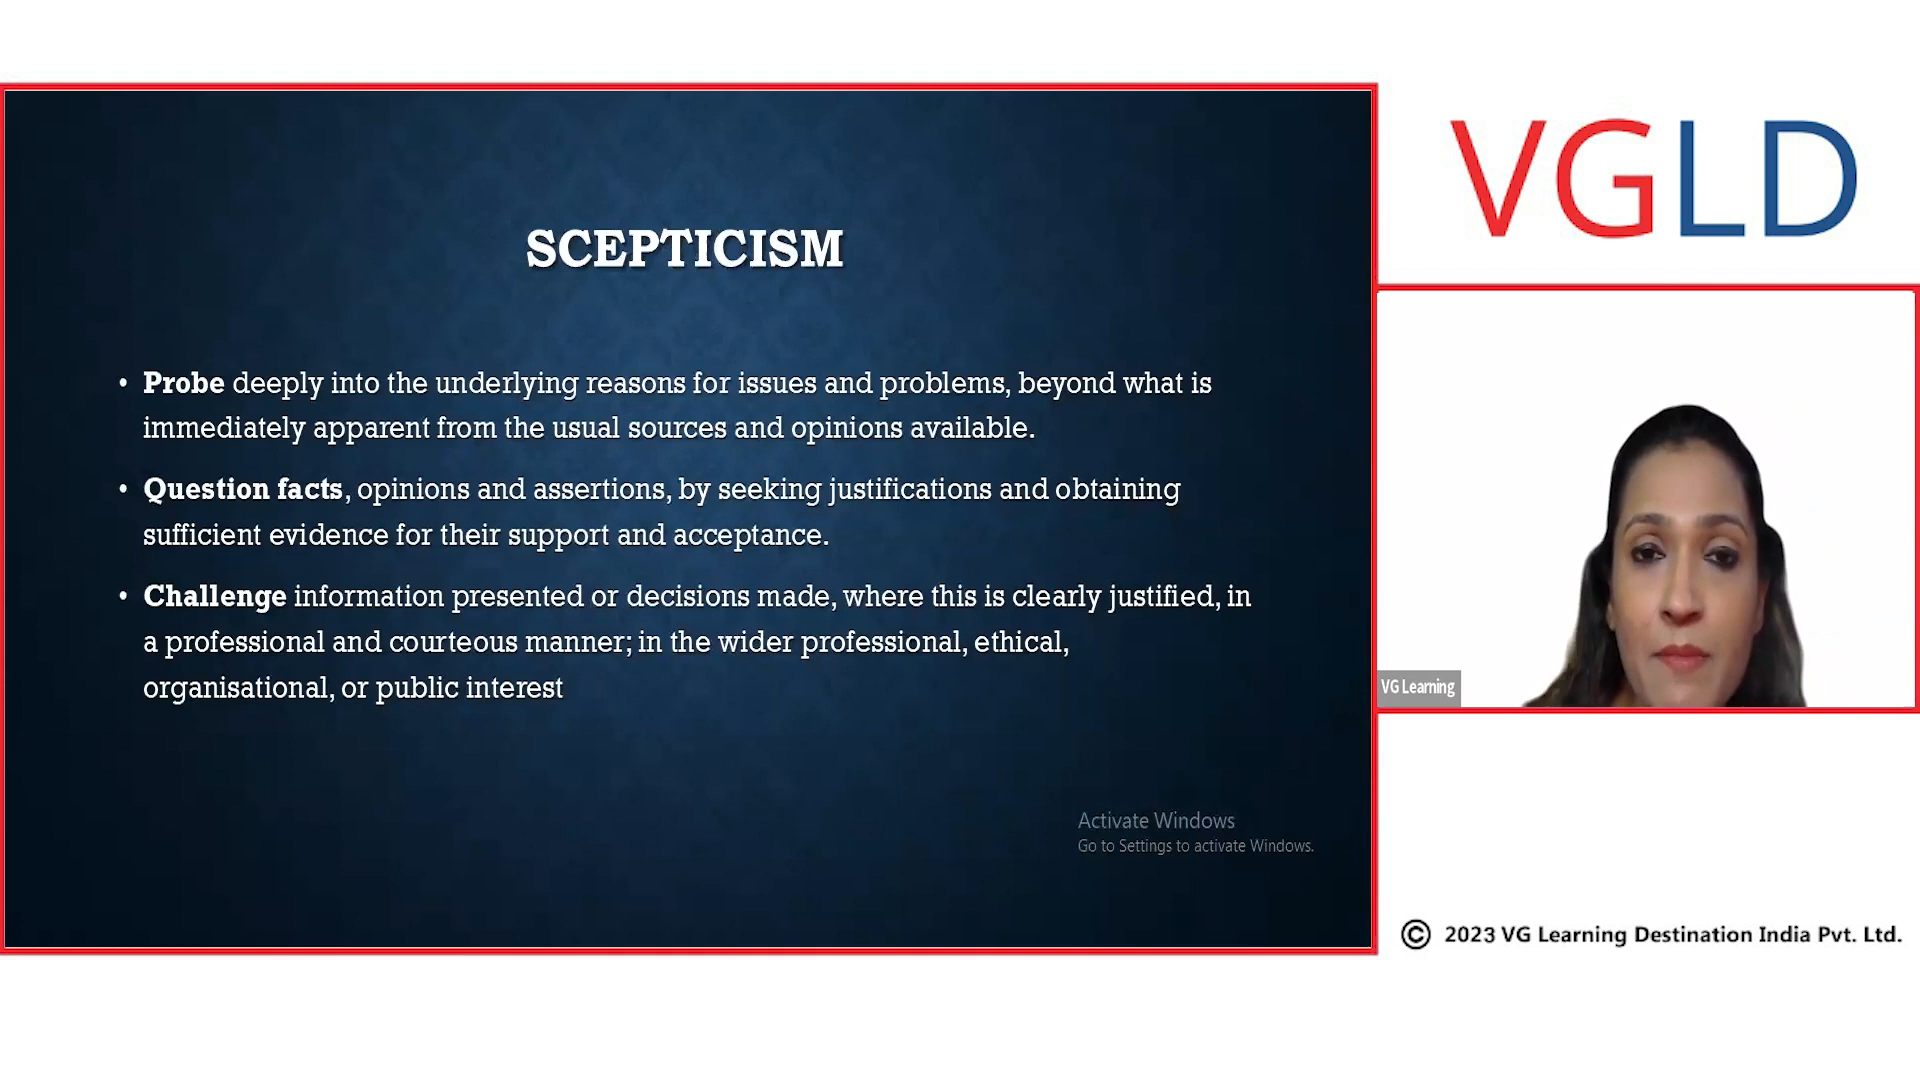 SCEPTICISM
• Probe deeply into the underlying reasons for issues and problems, beyond what is
immediately apparent from the usual sources and opinions available.
• Question facts, opinions and assertions, by seeking justifications and obtaining
sufficient evidence for their support and acceptance.
• Challenge information presented or decisions made, where this is clearly justified, in
a professional and courteous manner; in the wider professional, ethical,
organisational, or public interest
Activate Windows
Go to Settings to activate Windows.
VGLD
VG Learning
© 2023 VG Learning Destination India Pvt. Ltd.